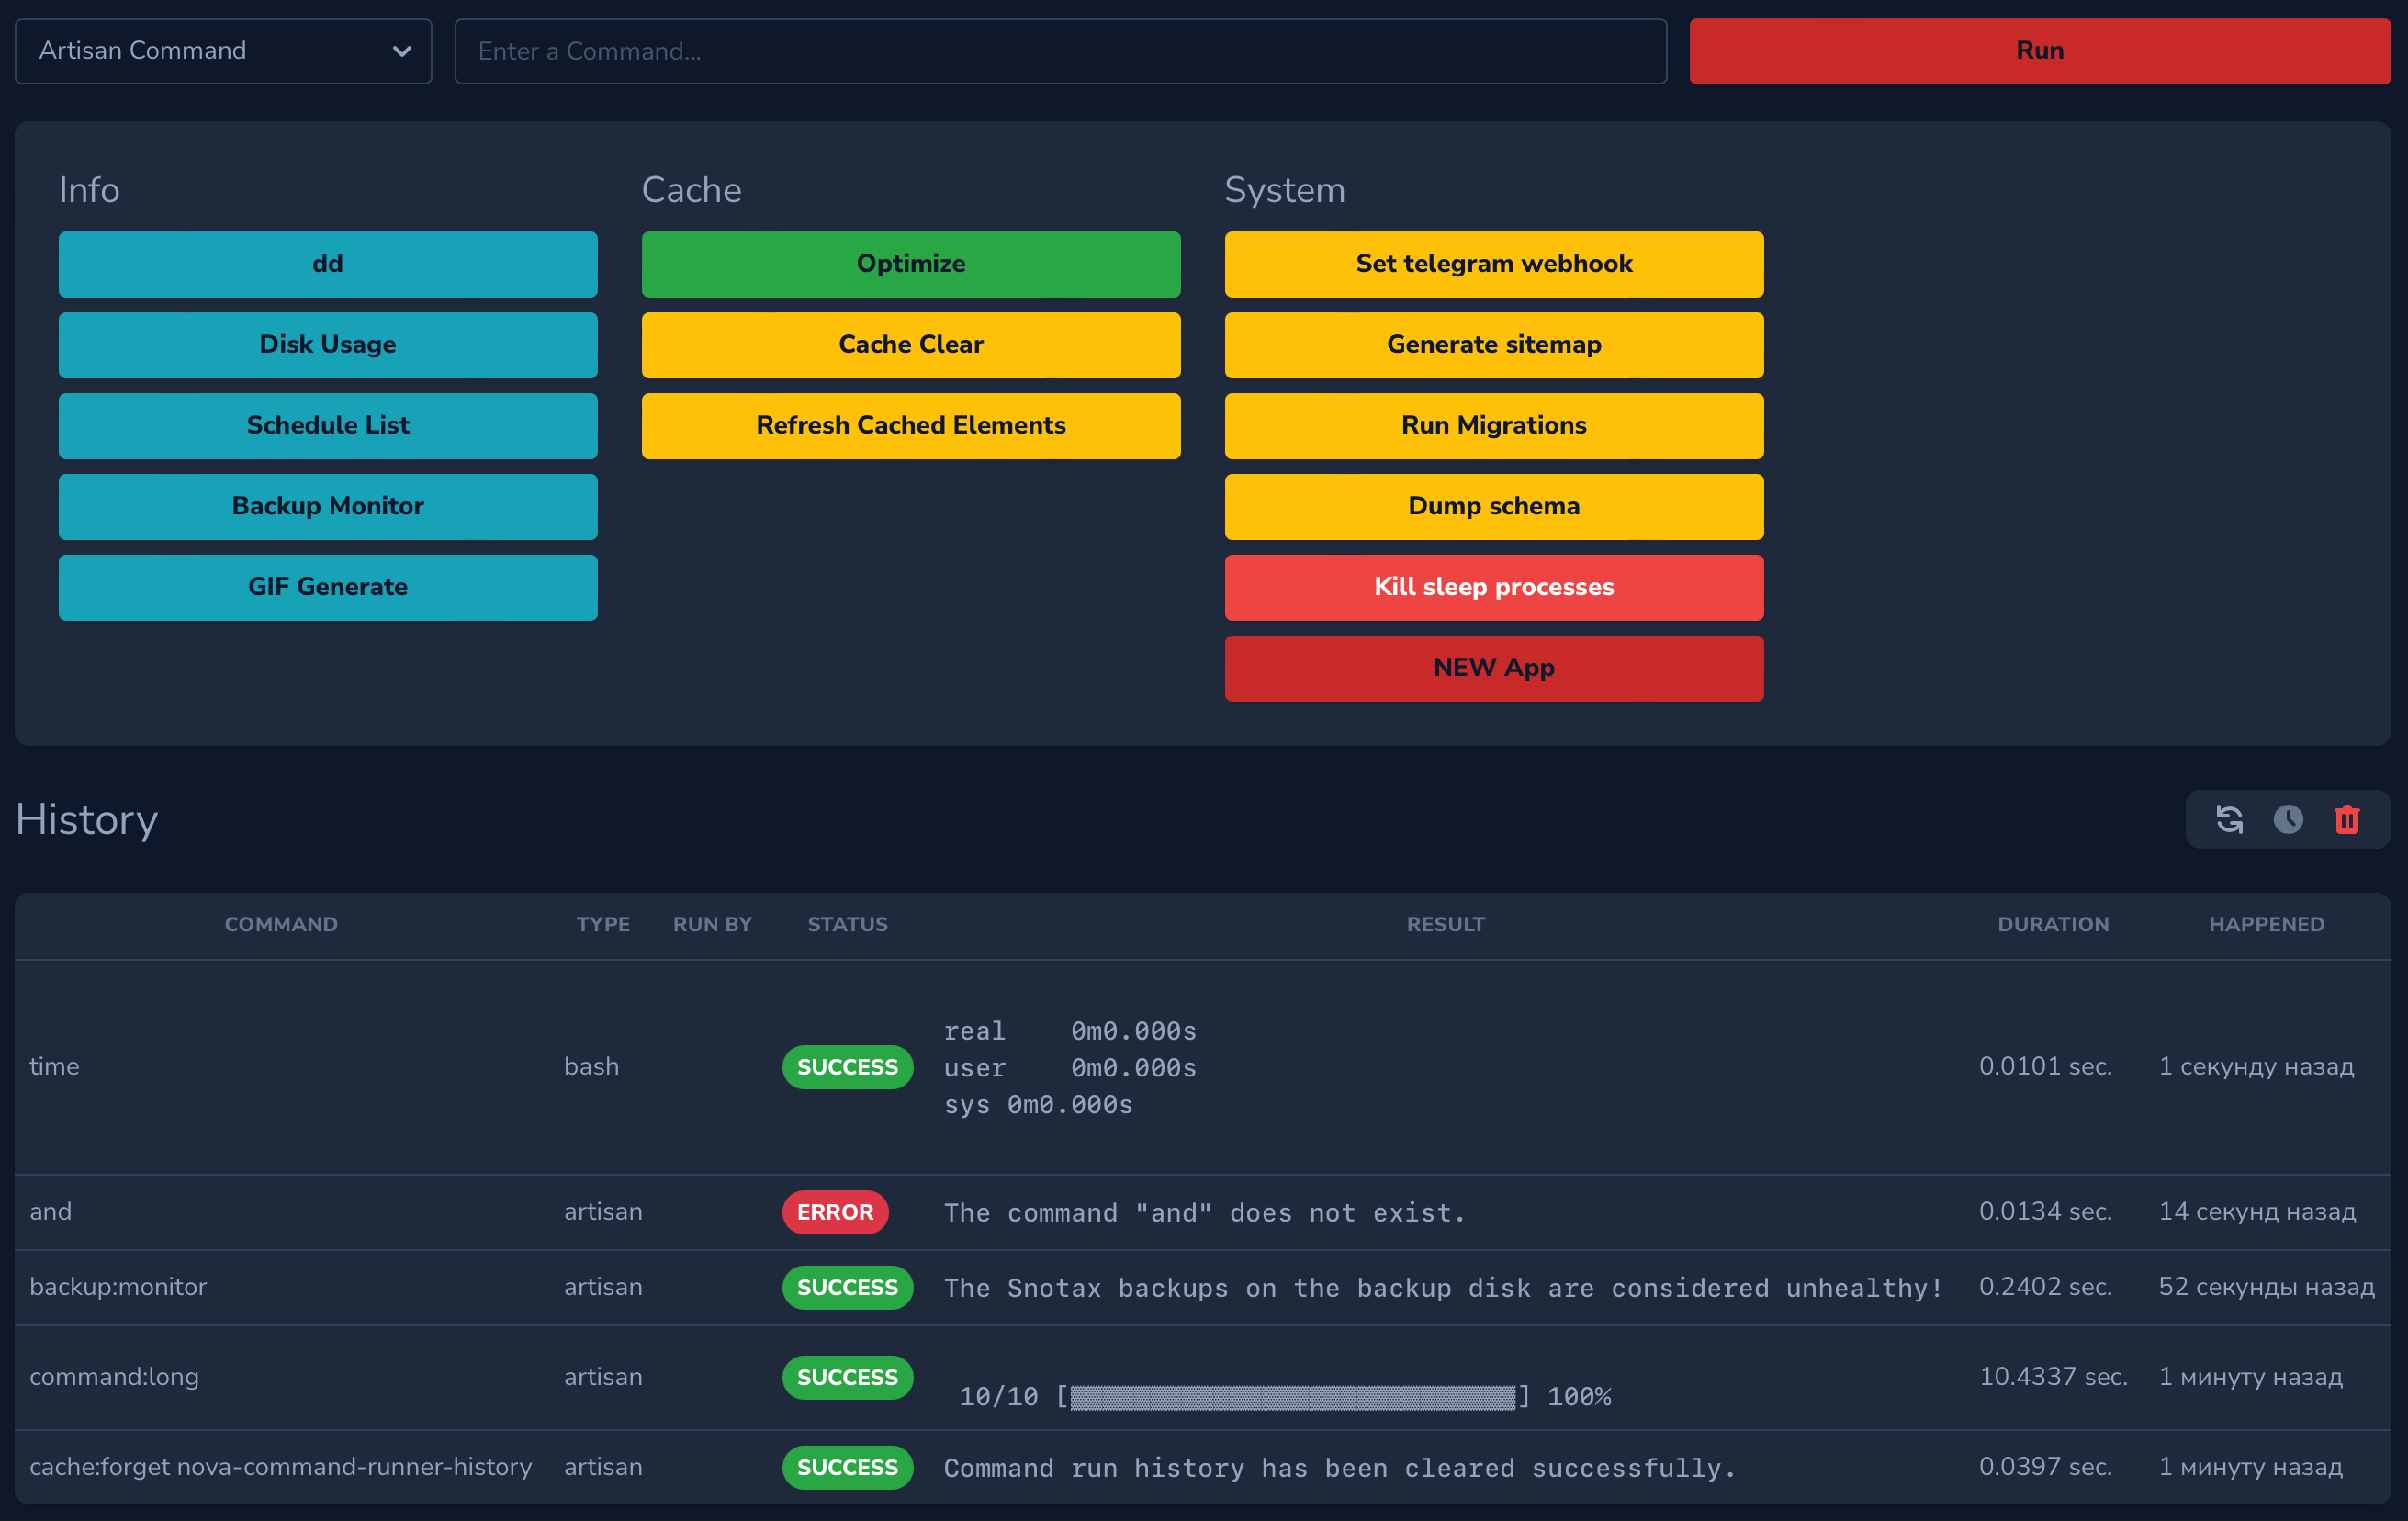 Artisan Command
Enter a Command...
Run
Info
dd
Disk Usage
Schedule List
Backup Monitor
GIF Generate
Cache
Optimize
Cache Clear
Refresh Cached Elements
System
Set telegram webhook
Generate sitemap
Run Migrations
Dump schema
Kill sleep processes
NEW App
History
COMMAND TYPE RUN BY STATUS RESULT DURATION HAPPENED
real 0m0.000s
time bash SUCCESS user 0m0.000s 0.0101 sec. 1 секунду назад
sys 0m0.000s
and artisan ERROR The command "and" does not exist. 0.0134 sec. 14 секунд назад
backup:monitor artisan SUCCESS The Snotax backups on the backup disk are considered unhealthy! 0.2402 sec. 52 секунды назад
command:long artisan SUCCESS 10/10 [▓▓▓▓▓▓▓▓▓▓▓▓▓▓▓▓▓▓▓▓▓▓▓▓▓▓▓▓] 100% 10.4337 sec. 1 минуту назад
cache:forget nova-command-runner-history artisan SUCCESS Command run history has been cleared successfully. 0.0397 sec. 1 минуту назад